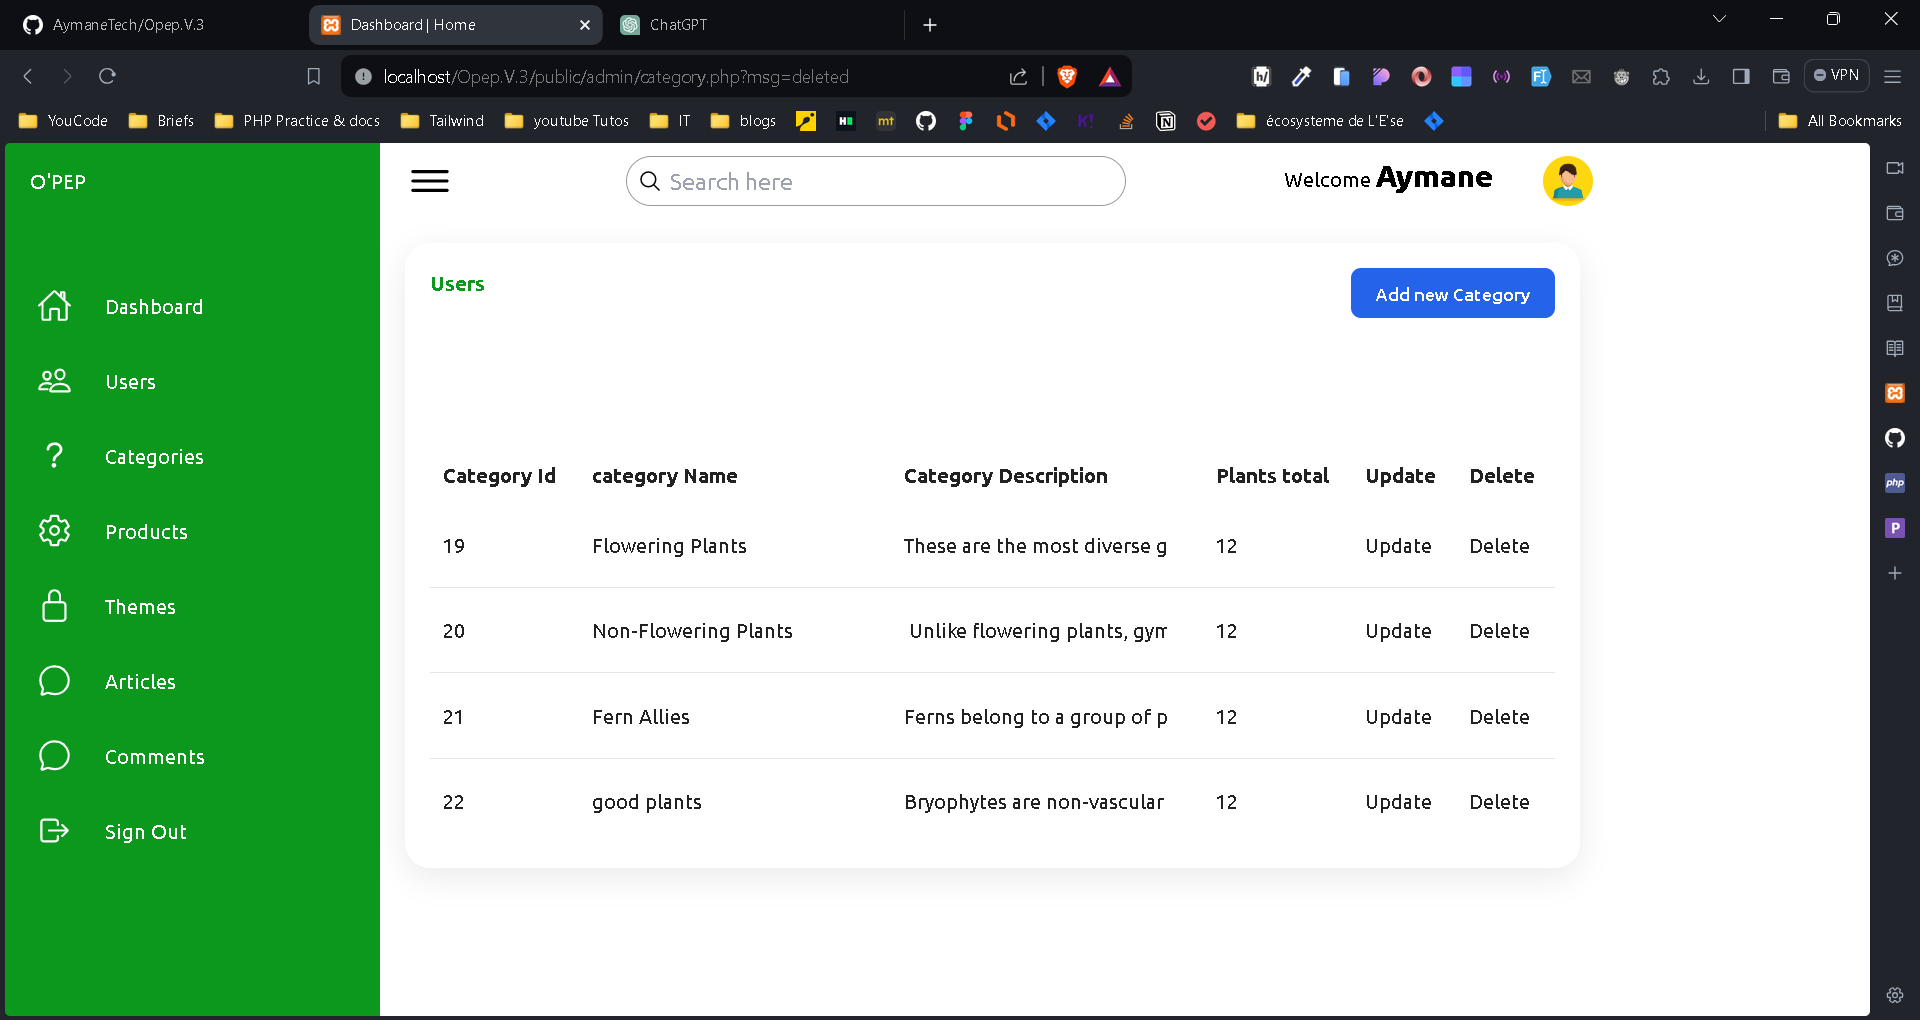 AymaneTech/Opep.V.3
Dashboard | Home
ChatGPT
localhost/Opep.V.3/public/admin/category.php?msg=deleted
VPN
YouCode
Briefs
PHP Practice & docs
Tailwind
youtube Tutos
IT
blogs
mt
K!
écosysteme de L'E'se
All Bookmarks
O'PEP
Search here
Welcome Aymane
Dashboard
Users
Categories
Products
Themes
Articles
Comments
Sign Out
Users
Add new Category
Category Id category Name Category Description Plants total Update Delete
19 Flowering Plants These are the most diverse g 12 Update Delete
20 Non-Flowering Plants Unlike flowering plants, gym 12 Update Delete
21 Fern Allies Ferns belong to a group of p 12 Update Delete
22 good plants Bryophytes are non-vascular 12 Update Delete
php
P